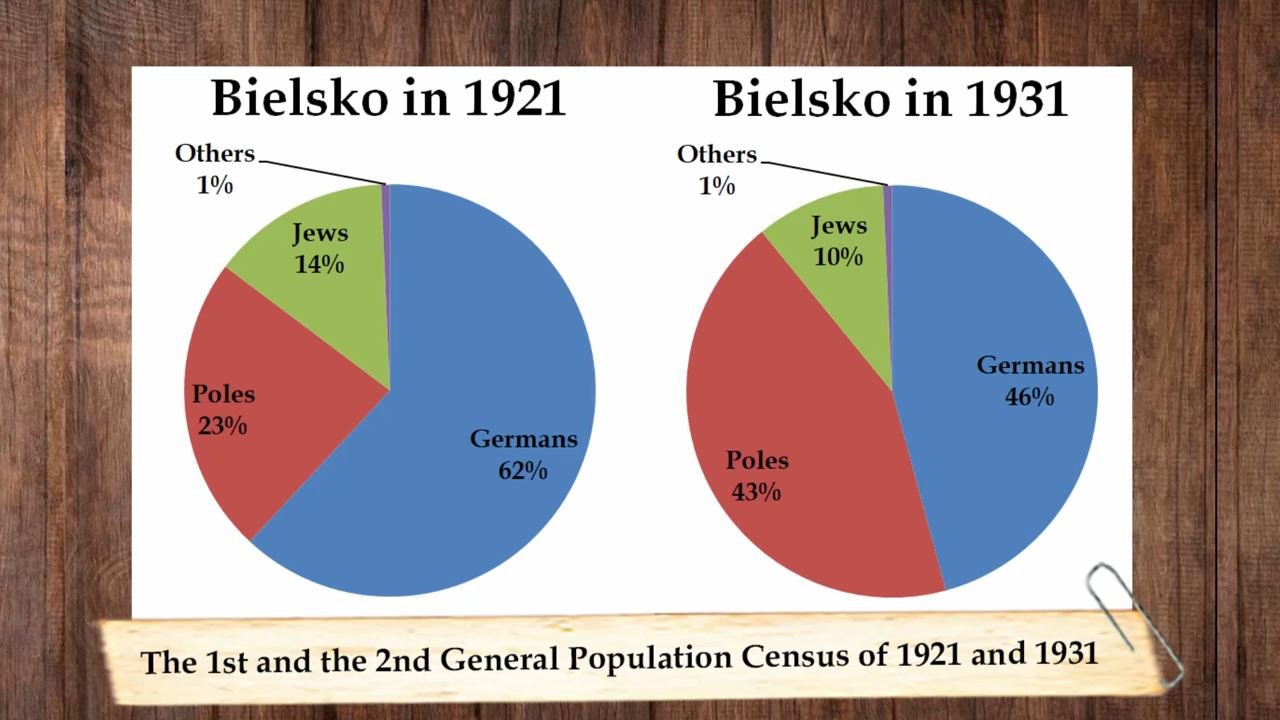 Bielsko in 1921
Others
1%
Jews
14%
Poles
23%
Germans
62%
Bielsko in 1931
Others
1%
Jews
10%
Poles
43%
Germans
46%
The 1st and the 2nd General Population Census of 1921 and 1931